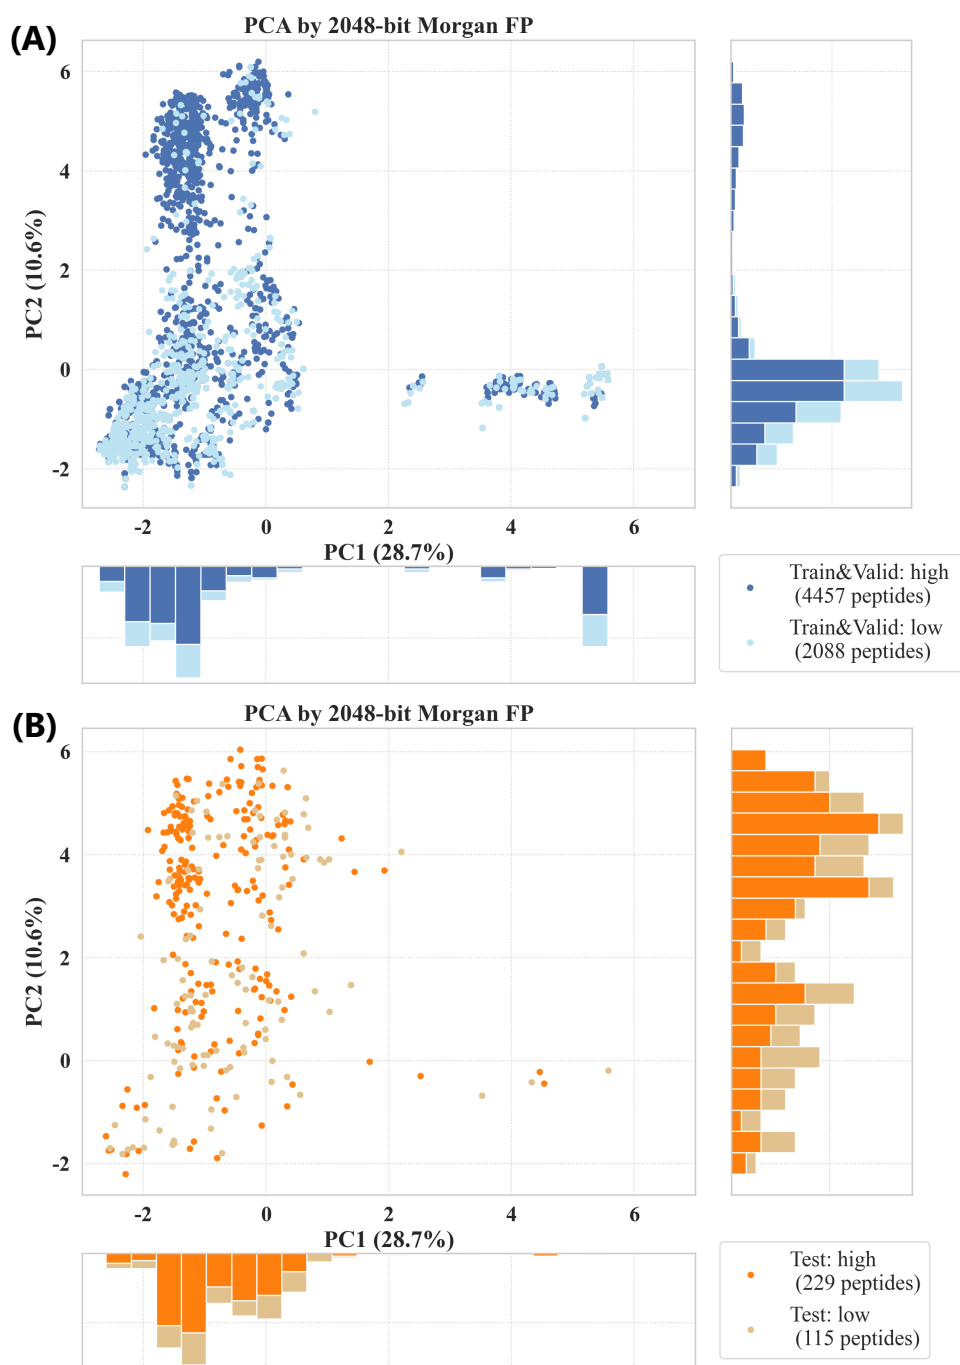 (A)
PCA by 2048-bit Morgan FP
6
4
2
0
-2
PC2 (10.6%)
-2 0 2 4 6
PC1 (28.7%)
Train&Valid: high
(4457 peptides)
Train&Valid: low
(2088 peptides)
(B)
PCA by 2048-bit Morgan FP
6
4
2
0
-2
PC2 (10.6%)
-2 0 2 4 6
PC1 (28.7%)
Test: high
(229 peptides)
Test: low
(115 peptides)